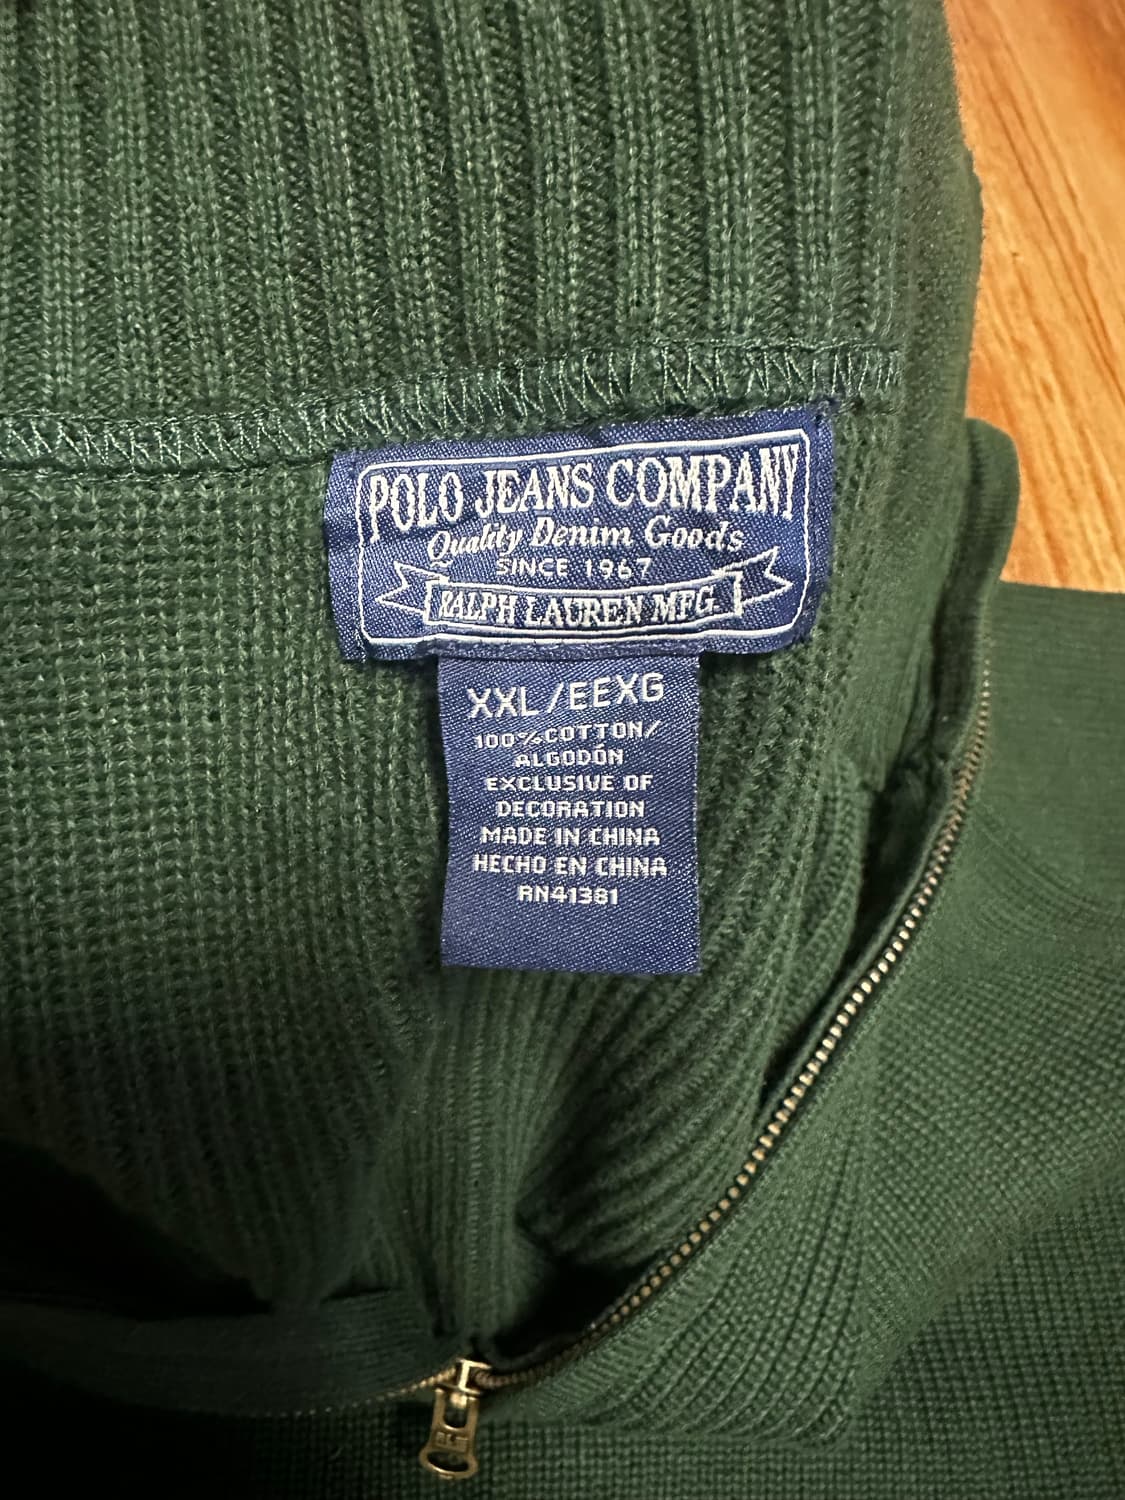 POLO JEANS COMPANY
Quality Denim Goods
SINCE 1967
RALPH LAUREN MFG.
XXL/EEXG
100%COTTON/
ALGODÓN
EXCLUSIVE OF
DECORATION
MADE IN CHINA
HECHO EN CHINA
RN41381